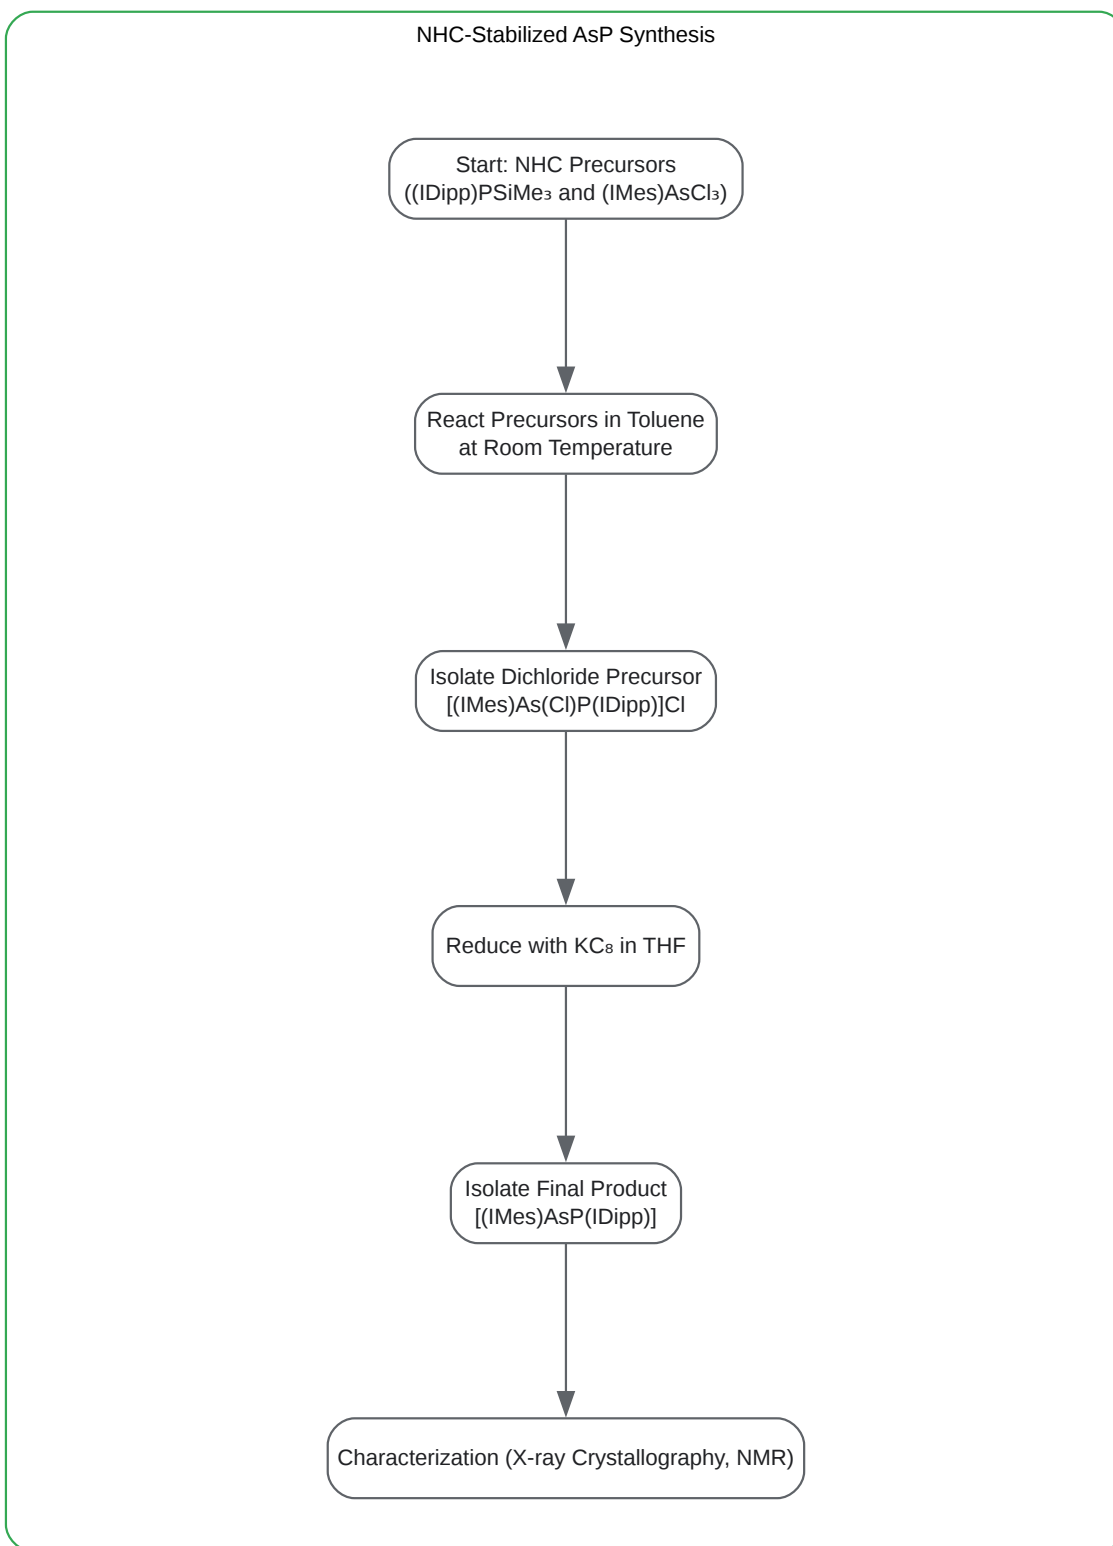 NHC-Stabilized AsP Synthesis
Start: NHC Precursors
((IDipp)PSiMe₃ and (IMes)AsCl₃)
React Precursors in Toluene
at Room Temperature
Isolate Dichloride Precursor
[(IMes)As(Cl)P(IDipp)]Cl
Reduce with KC₈ in THF
Isolate Final Product
[(IMes)AsP(IDipp)]
Characterization (X-ray Crystallography, NMR)